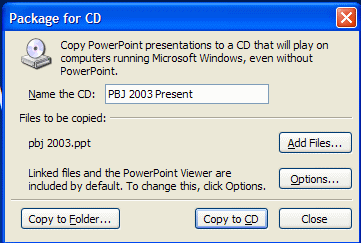 Package for CD
Copy PowerPoint presentations to a CD that will play on
computers running Microsoft Windows, even without
PowerPoint.
Name the CD: PBJ 2003 Present
Files to be copied:
pbj 2003.ppt Add Files...
Linked files and the PowerPoint Viewer are
included by default. To change this, click Options. Options...
Copy to Folder... Copy to CD Close